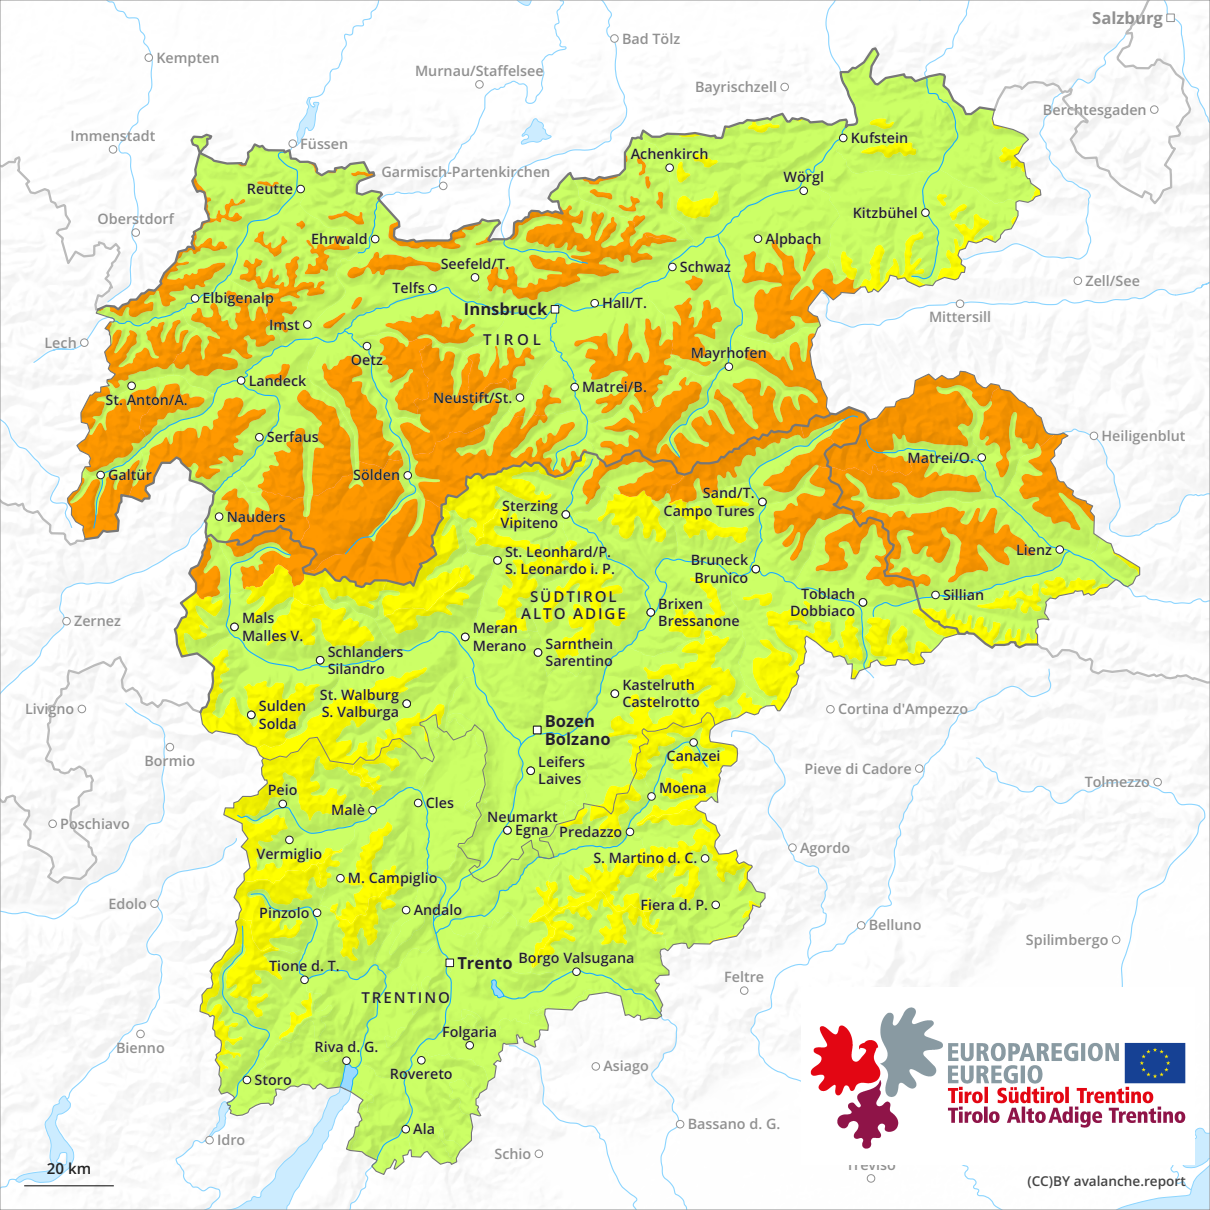 Salzburg
Bad Tölz
Kempten
Murnau/Staffelsee
Bayrischzell
Berchtesgaden
Immenstadt
Kufstein
Füssen
Achenkirch
Garmisch-Partenkirchen
Wörgl
Reutte
Oberstdorf
Kitzbühel
Ehrwald
Alpbach
Seefeld/T.
Schwaz
Zell/See
Telfs
Elbigenalp
Hall/T.
Innsbruck
Mittersill
Imst
TIROL
Lech
Mayrhofen
Oetz
Landeck
Matrei/B.
St. Anton/A.
Neustift/St.
Serfaus
Heiligenblut
Matrei/O.
Galtür
Sölden
Sand/T.
Campo Tures
Sterzing
Vipiteno
Nauders
Lienz
St. Leonhard/P.
S. Leonardo i. P.
Bruneck
Brunico
SÜDTIROL
ALTO ADIGE
Toblach
Dobbiaco
Sillian
Brixen
Bressanone
Mals
Malles V.
Zernez
Meran
Merano
Sarnthein
Sarentino
Schlanders
Silandro
Kastelruth
Castelrotto
St. Walburg
S. Valburga
Sulden
Solda
Livigno
Cortina d'Ampezzo
Bozen
Bolzano
Bormio
Canazei
Leifers
Laives
Pieve di Cadore
Tolmezzo
Peio
Moena
Cles
Malè
Neumarkt
Egna
Poschiavo
Predazzo
Agordo
Vermiglio
S. Martino d. C.
M. Campiglio
Edolo
Fiera d. P.
Pinzolo
Andalo
Belluno
Spilimbergo
Borgo Valsugana
Trento
Tione d. T.
Feltre
TRENTINO
Folgaria
Bienno
Riva d. G.
EUROPAREGION
EUREGIO
Asiago
Rovereto
Storo
Tirol Südtirol Trentino
Tirolo Alto Adige Trentino
Ala
Bassano d. G.
Idro
Schio
Treviso
20 km
(CC)BY avalanche.report